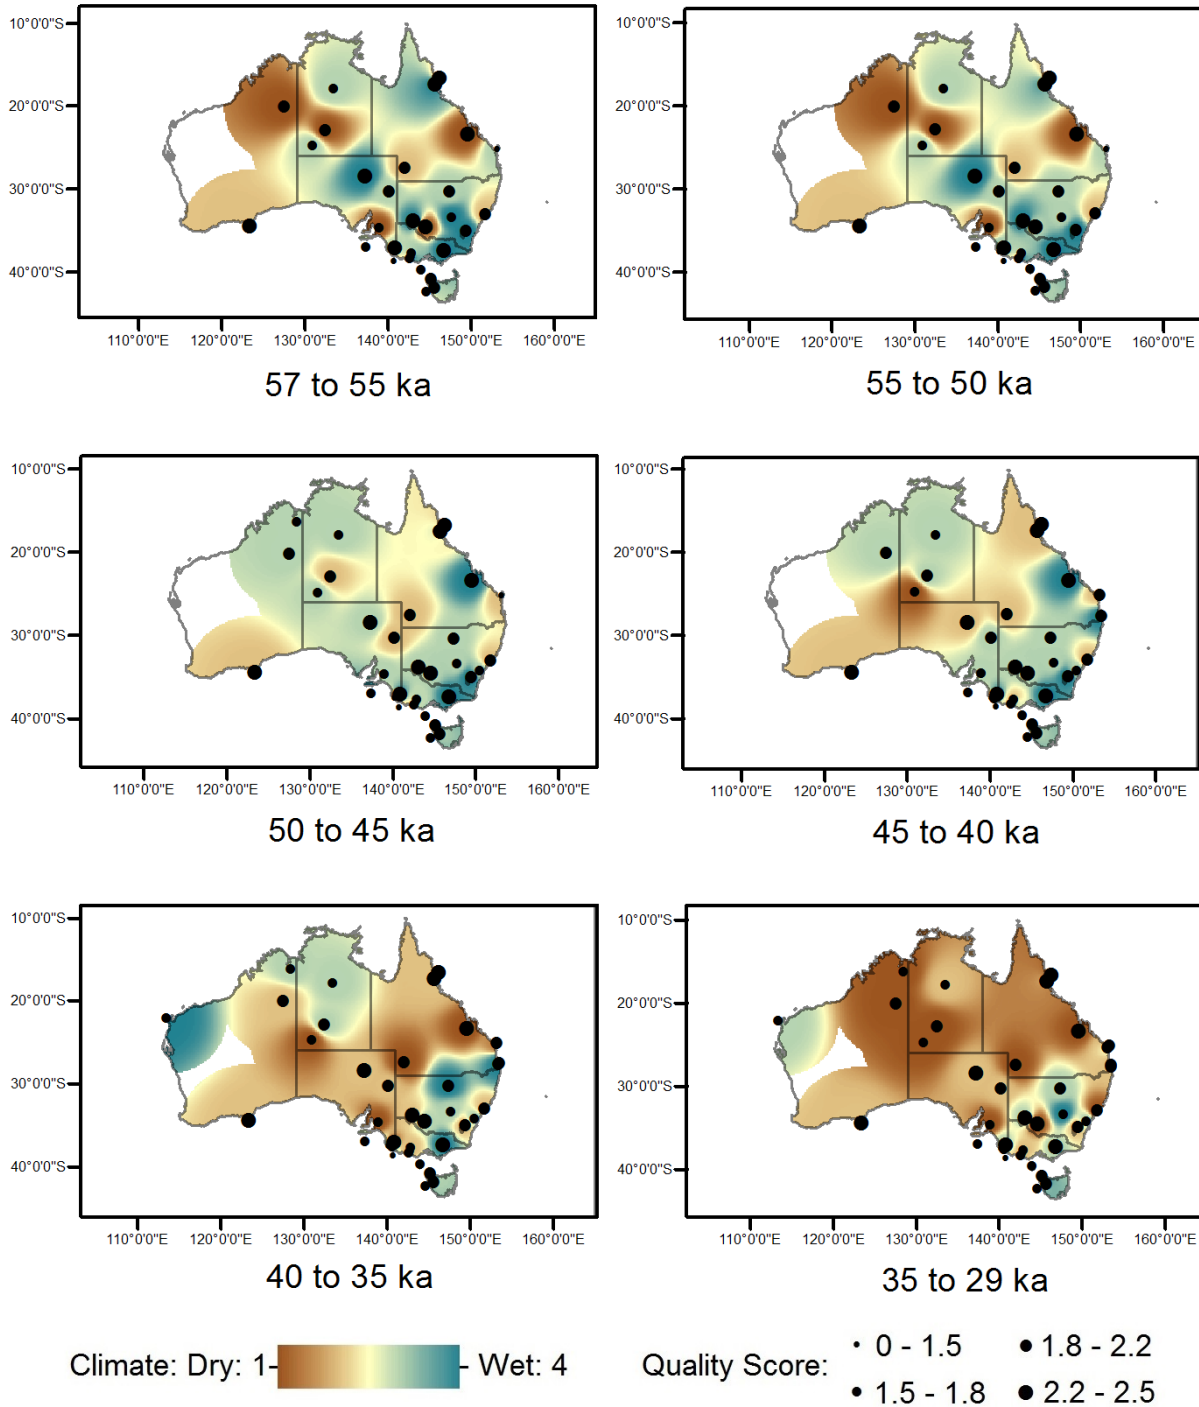 10°0'0"S
20°0'0"S
30°0'0"S
40°0'0"S
110°0'0"E 120°0'0"E 130°0'0"E 140°0'0"E 150°0'0"E 160°0'0"E
57 to 55 ka
10°0'0"S
20°0'0"S
30°0'0"S
40°0'0"S
110°0'0"E 120°0'0"E 130°0'0"E 140°0'0"E 150°0'0"E 160°0'0"E
55 to 50 ka
10°0'0"S
20°0'0"S
30°0'0"S
40°0'0"S
110°0'0"E 120°0'0"E 130°0'0"E 140°0'0"E 150°0'0"E 160°0'0"E
50 to 45 ka
10°0'0"S
20°0'0"S
30°0'0"S
40°0'0"S
110°0'0"E 120°0'0"E 130°0'0"E 140°0'0"E 150°0'0"E 160°0'0"E
45 to 40 ka
10°0'0"S
20°0'0"S
30°0'0"S
40°0'0"S
110°0'0"E 120°0'0"E 130°0'0"E 140°0'0"E 150°0'0"E 160°0'0"E
40 to 35 ka
10°0'0"S
20°0'0"S
30°0'0"S
40°0'0"S
110°0'0"E 120°0'0"E 130°0'0"E 140°0'0"E 150°0'0"E 160°0'0"E
35 to 29 ka
Climate: Dry: 1 Wet: 4
Quality Score:
0 - 1.5 1.8 - 2.2
1.5 - 1.8 2.2 - 2.5